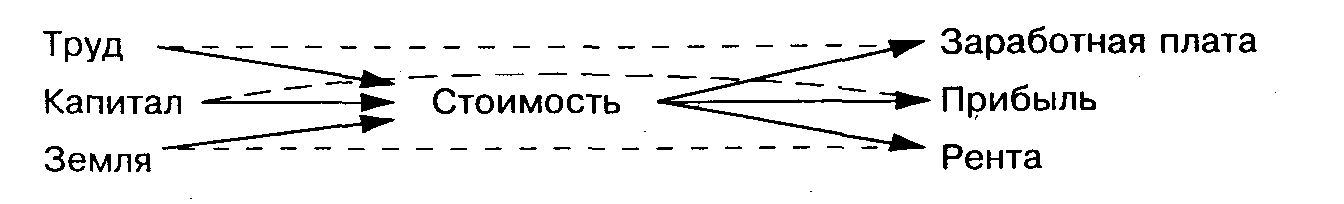 Труд Заработная плата
Капитал Стоимость Прибыль
Земля Рента